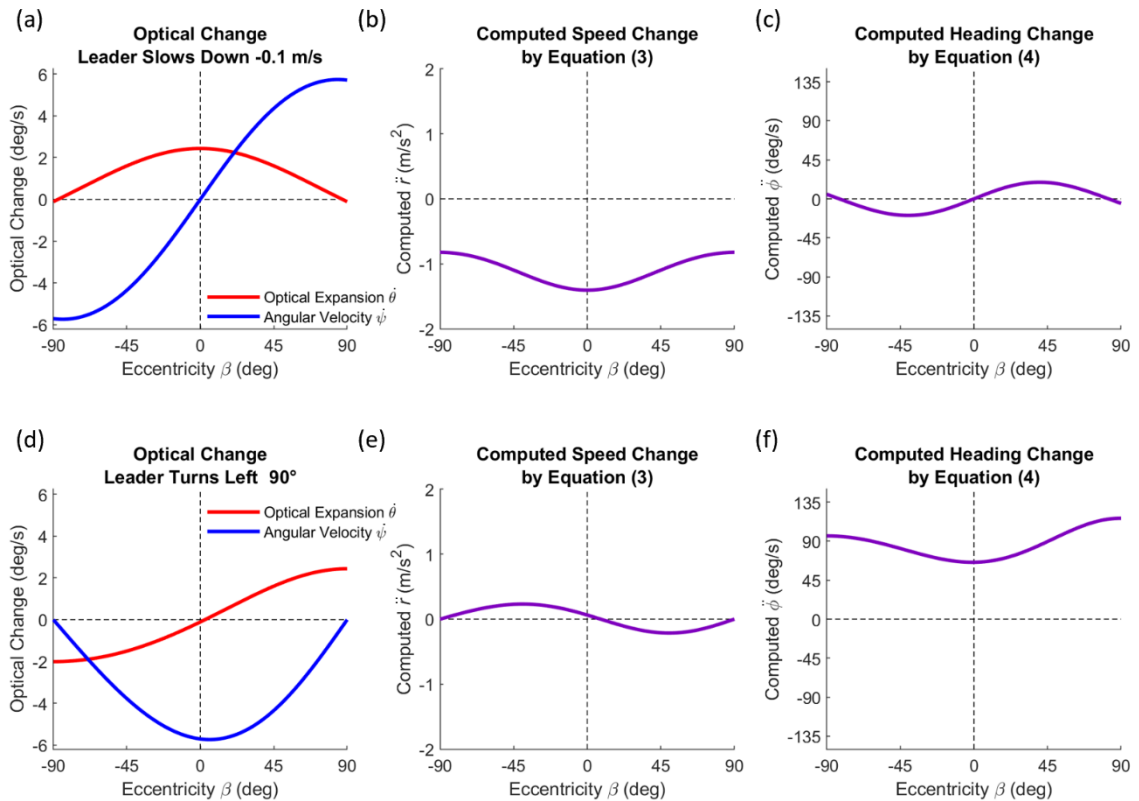 (a)
Optical Change
Leader Slows Down -0.1 m/s
Optical Change (deg/s)
6
4
2
0
-2
-4
-6
Optical Expansion θ̇
Angular Velocity ψ̇
-90
-45
0
45
90
Eccentricity β (deg)
(b)
Computed Speed Change
by Equation (3)
Computed r̈ (m/s²)
2
1
0
-1
-2
-90
-45
0
45
90
Eccentricity β (deg)
(c)
Computed Heading Change
by Equation (4)
Computed ϕ̈ (deg/s)
135
90
45
0
-45
-90
-135
-90
-45
0
45
90
Eccentricity β (deg)
(d)
Optical Change
Leader Turns Left 90°
Optical Change (deg/s)
6
4
2
0
-2
-4
-6
Optical Expansion θ̇
Angular Velocity ψ̇
-90
-45
0
45
90
Eccentricity β (deg)
(e)
Computed Speed Change
by Equation (3)
Computed r̈ (m/s²)
2
1
0
-1
-2
-90
-45
0
45
90
Eccentricity β (deg)
(f)
Computed Heading Change
by Equation (4)
Computed ϕ̈ (deg/s)
135
90
45
0
-45
-90
-135
-90
-45
0
45
90
Eccentricity β (deg)